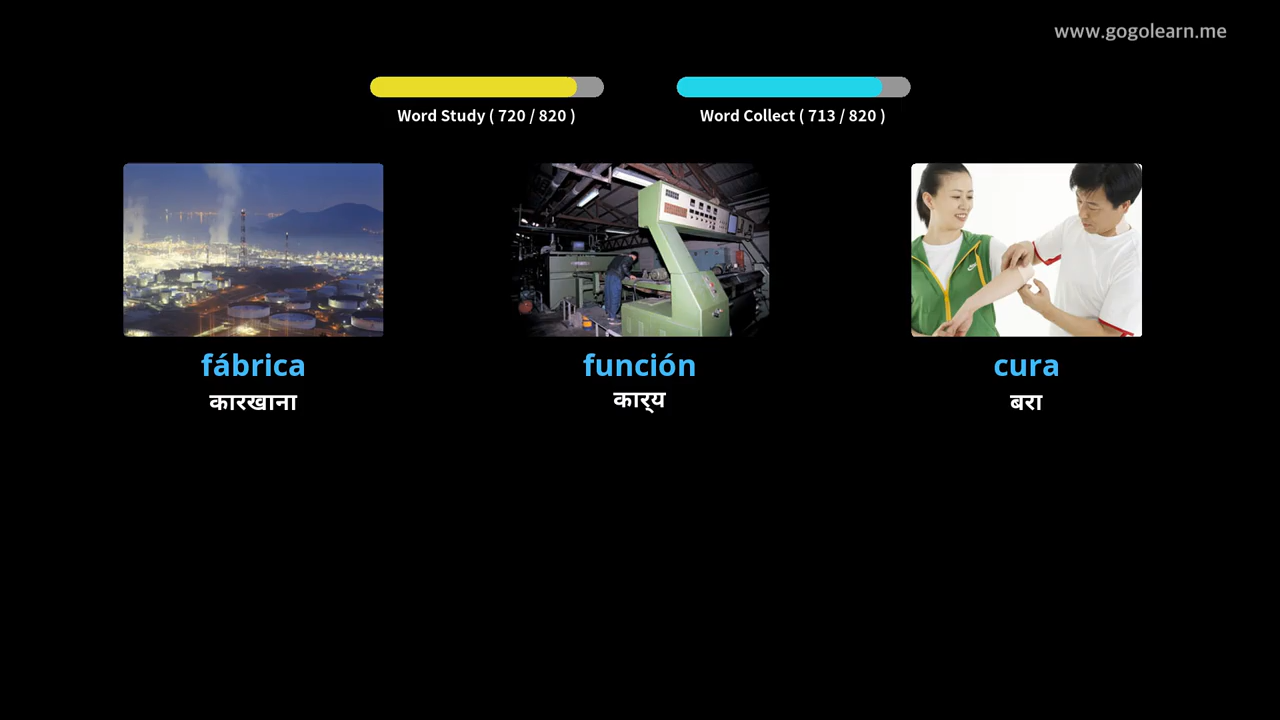 www.gogolearn.me
Word Study ( 720 / 820 )
Word Collect ( 713 / 820 )
fábrica
कारखाना
función
कार्‍य
cura
बरा